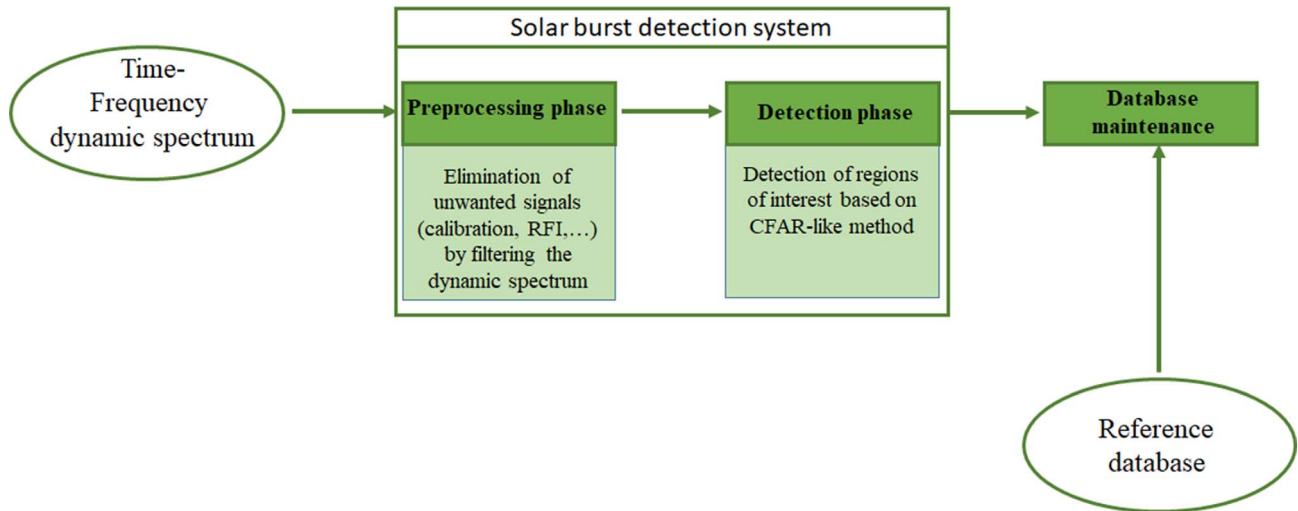 Solar burst detection system
Time-
Frequency
dynamic spectrum
Preprocessing phase
Elimination of
unwanted signals
(calibration, RFI,...)
by filtering the
dynamic spectrum
Detection phase
Detection of regions
of interest based on
CFAR-like method
Database
maintenance
Reference
database